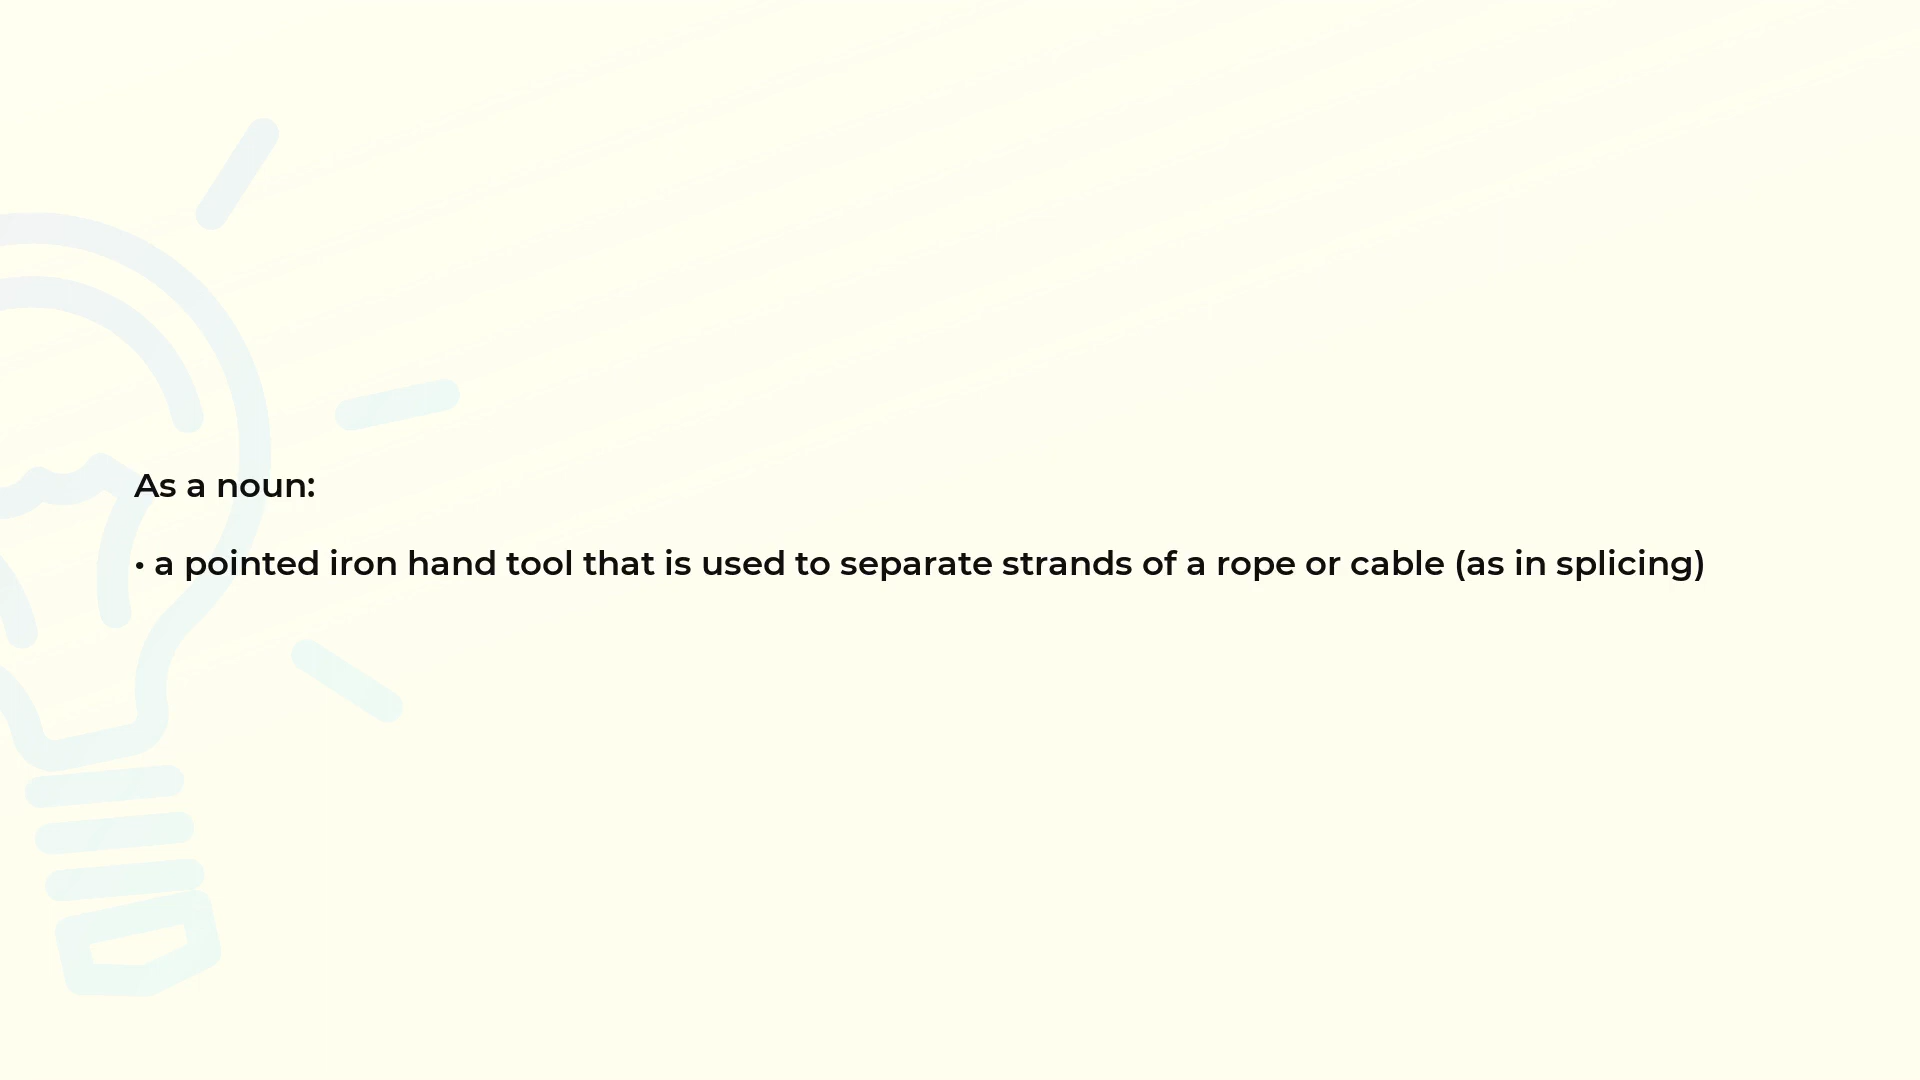 As a noun:
• a pointed iron hand tool that is used to separate strands of a rope or cable (as in splicing)